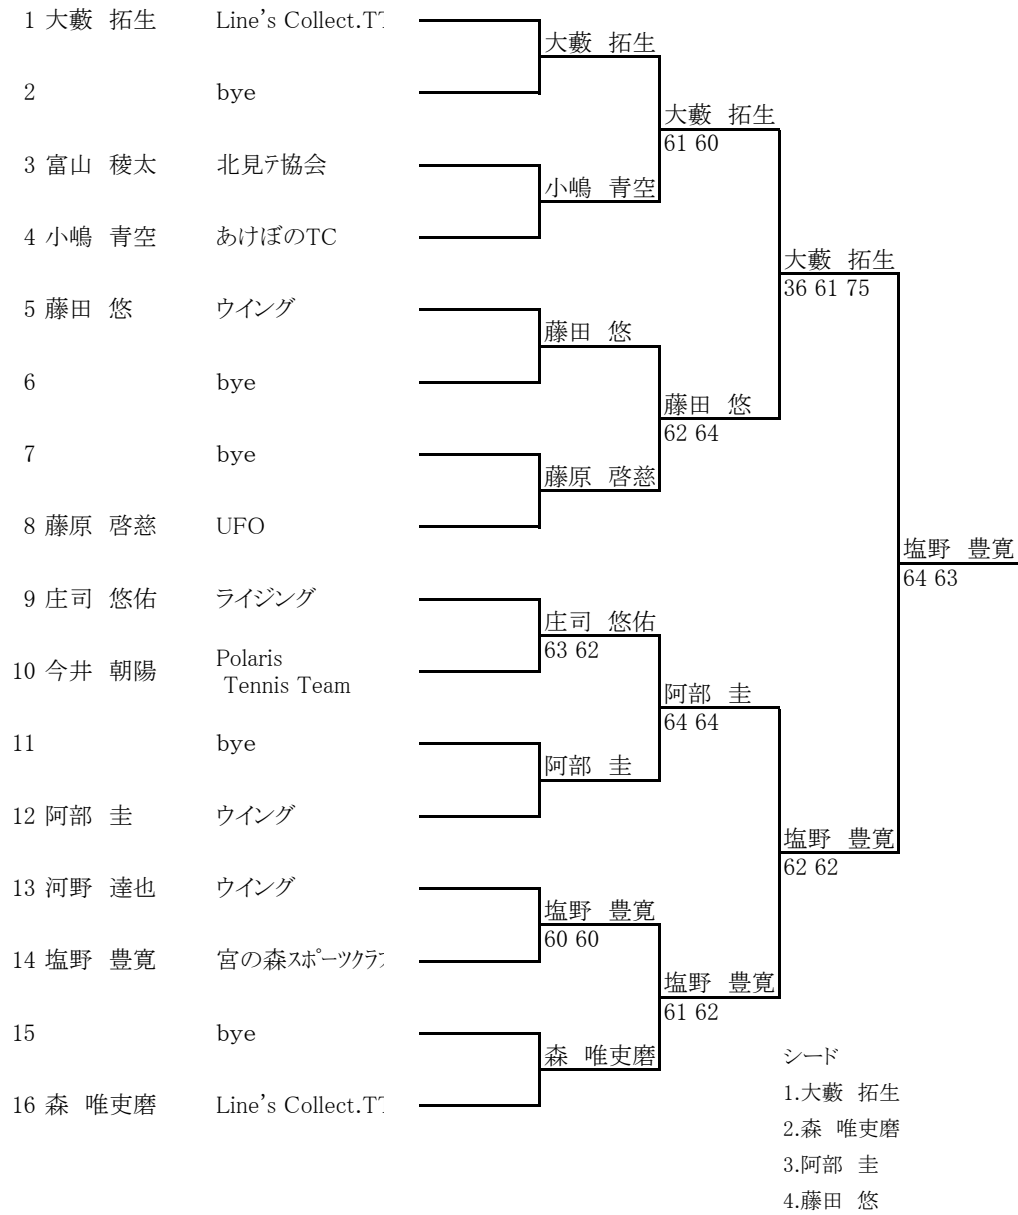 1 大藪 拓生 Line's Collect.TT
大藪 拓生
2 bye
大藪 拓生
61 60
3 富山 稜太 北見テ協会
小嶋 青空
4 小嶋 青空 あけぼのTC
大藪 拓生
36 61 75
5 藤田 悠 ウイング
藤田 悠
6 bye
藤田 悠
62 64
7 bye
藤原 啓慈
8 藤原 啓慈 UFO
塩野 豊寛
64 63
9 庄司 悠佑 ライジング
庄司 悠佑
63 62
10 今井 朝陽 Polaris
Tennis Team
阿部 圭
64 64
11 bye
阿部 圭
12 阿部 圭 ウイング
塩野 豊寛
62 62
13 河野 達也 ウイング
塩野 豊寛
60 60
14 塩野 豊寛 宮の森スポーツクラブ
塩野 豊寛
61 62
15 bye
森 唯吏磨
16 森 唯吏磨 Line's Collect.TT
シード
1.大藪 拓生
2.森 唯吏磨
3.阿部 圭
4.藤田 悠